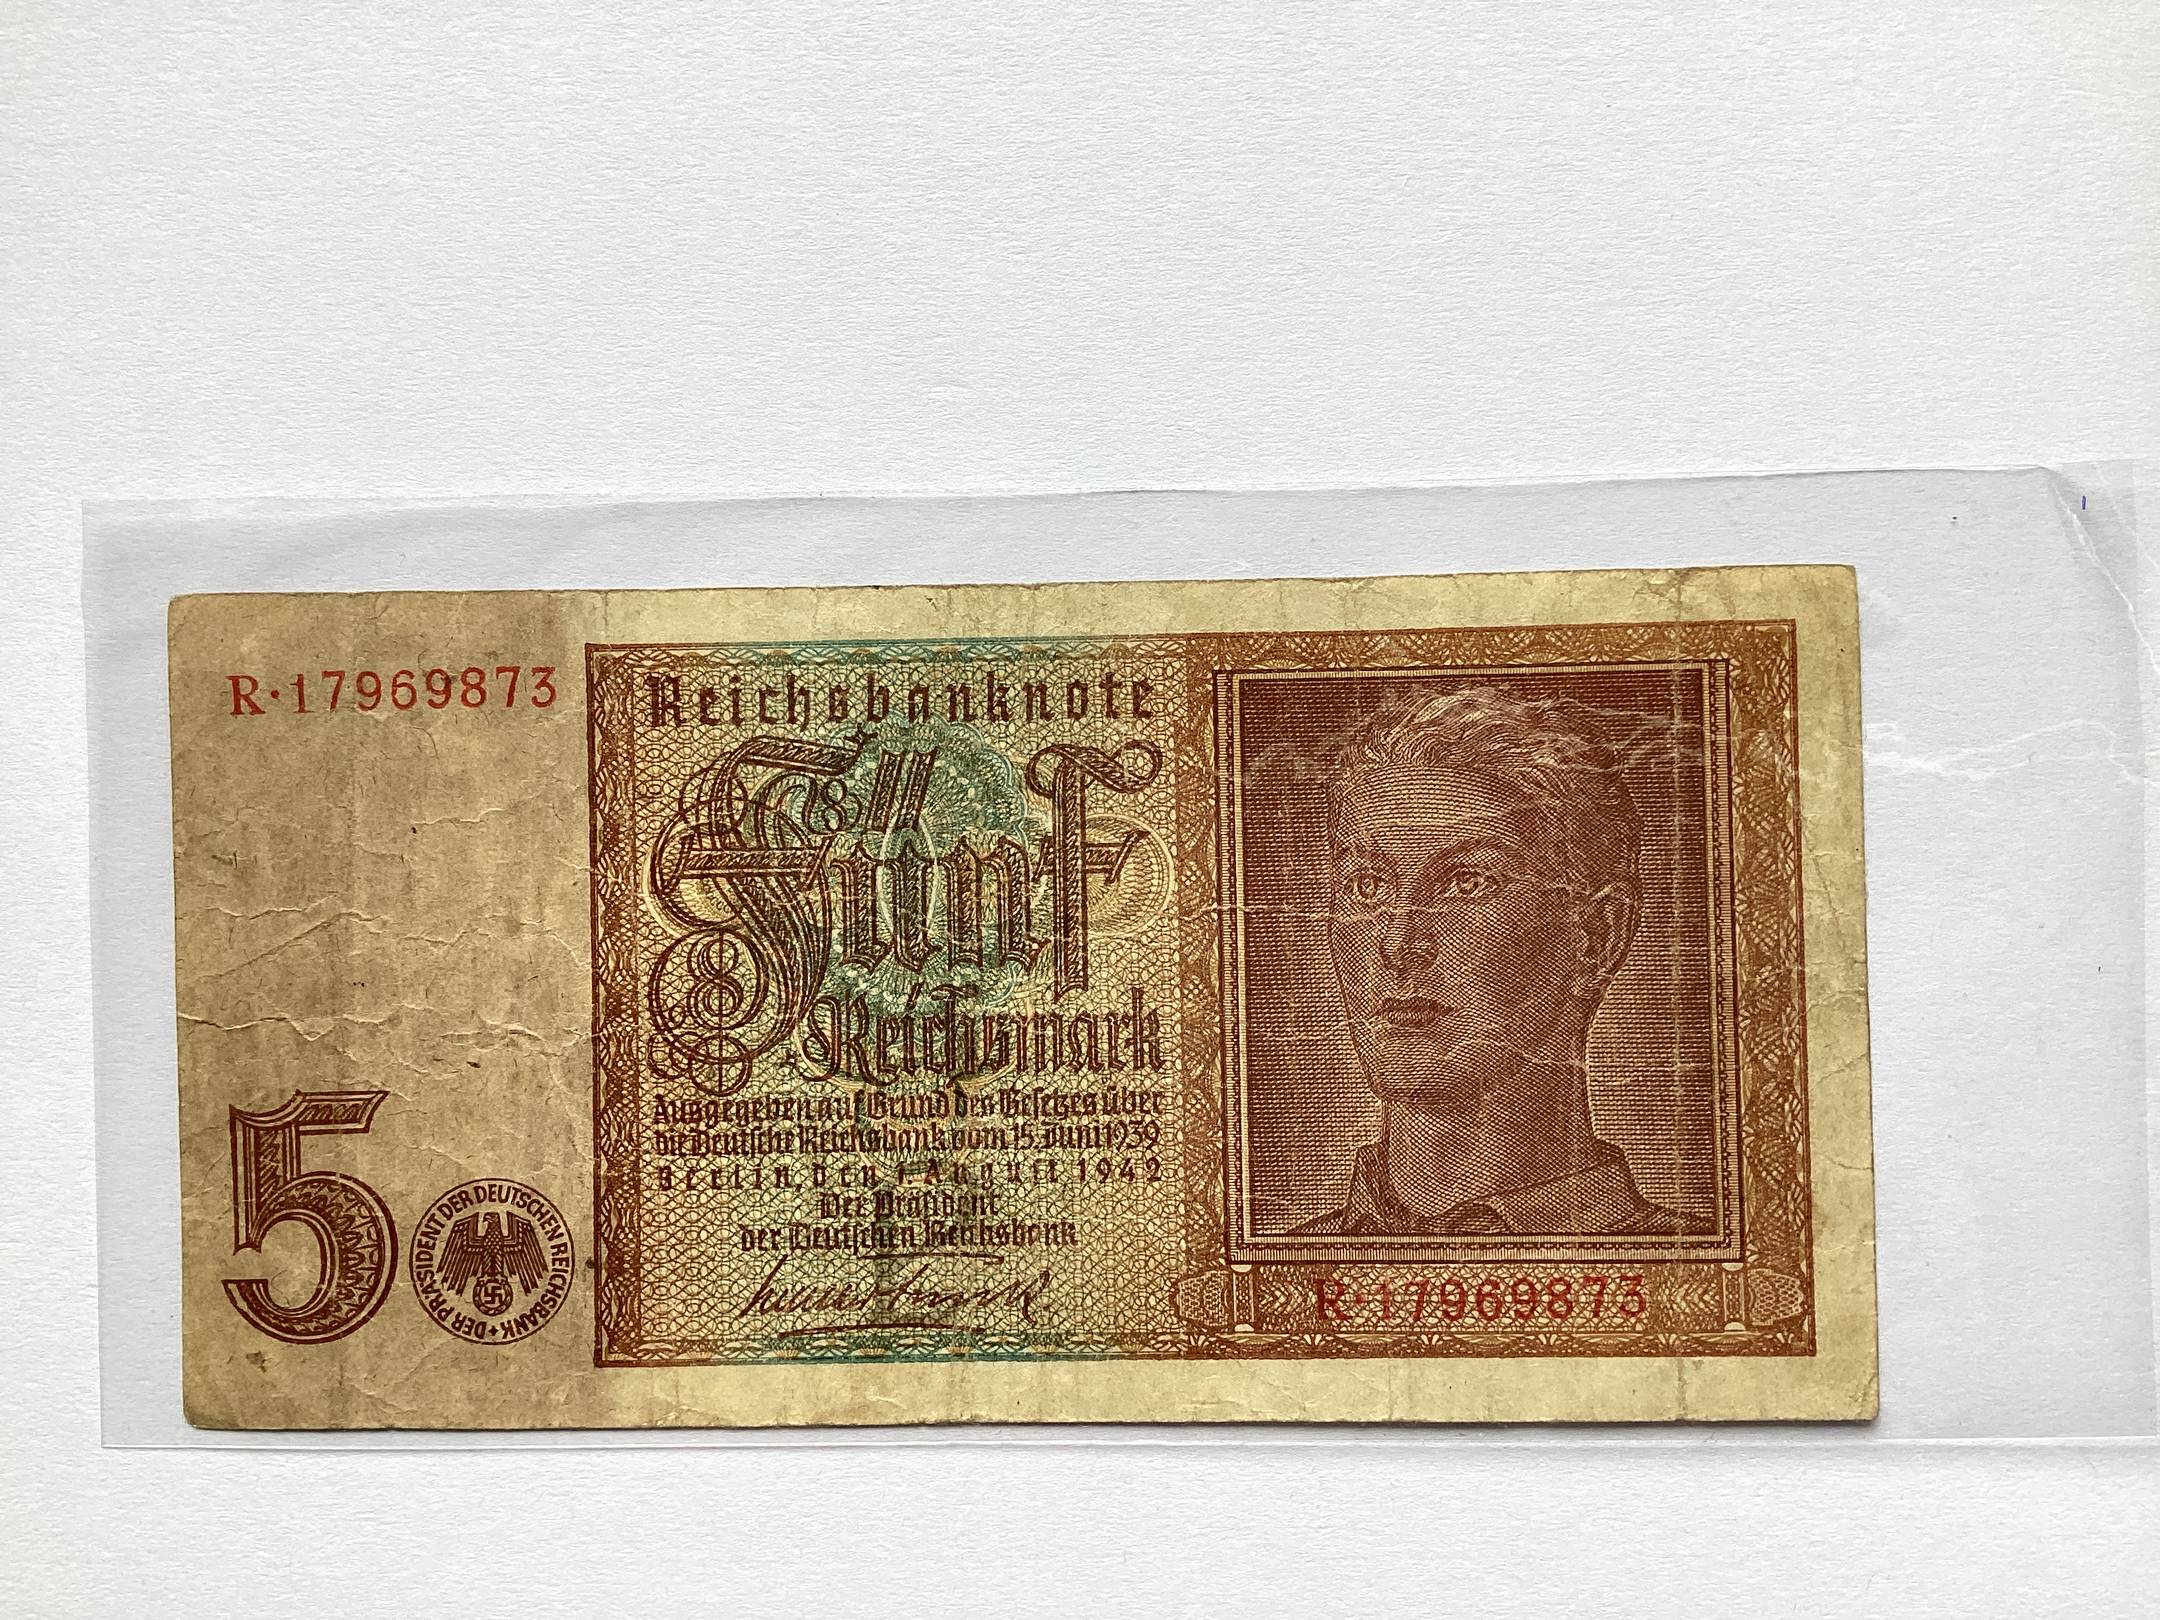 R·17969873
Reichsbanknote
Fünf
Reichsmark
Ausgegeben auf Grund des Gesetzes über
die Deutsche Reichsbank vom 15. Juni 1939
Berlin, den 1. August 1942
Der Präsident
der Deutschen Reichsbank
5
DER PRÄSIDENT DER DEUTSCHEN REICHSBANK
R·17969873